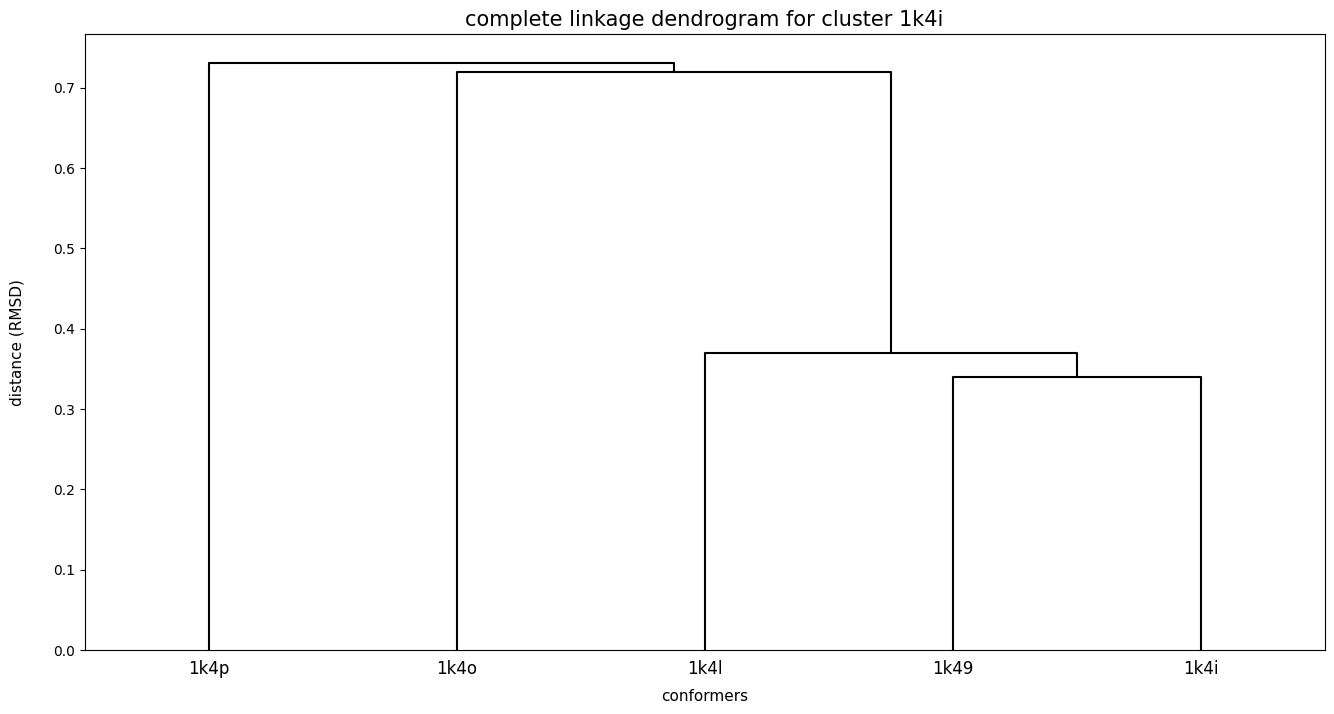 complete linkage dendrogram for cluster 1k4i
0.7
0.6
0.5
0.4
0.3
0.2
0.1
0.0
distance (RMSD)
1k4p 1k4o 1k4l 1k49 1k4i
conformers